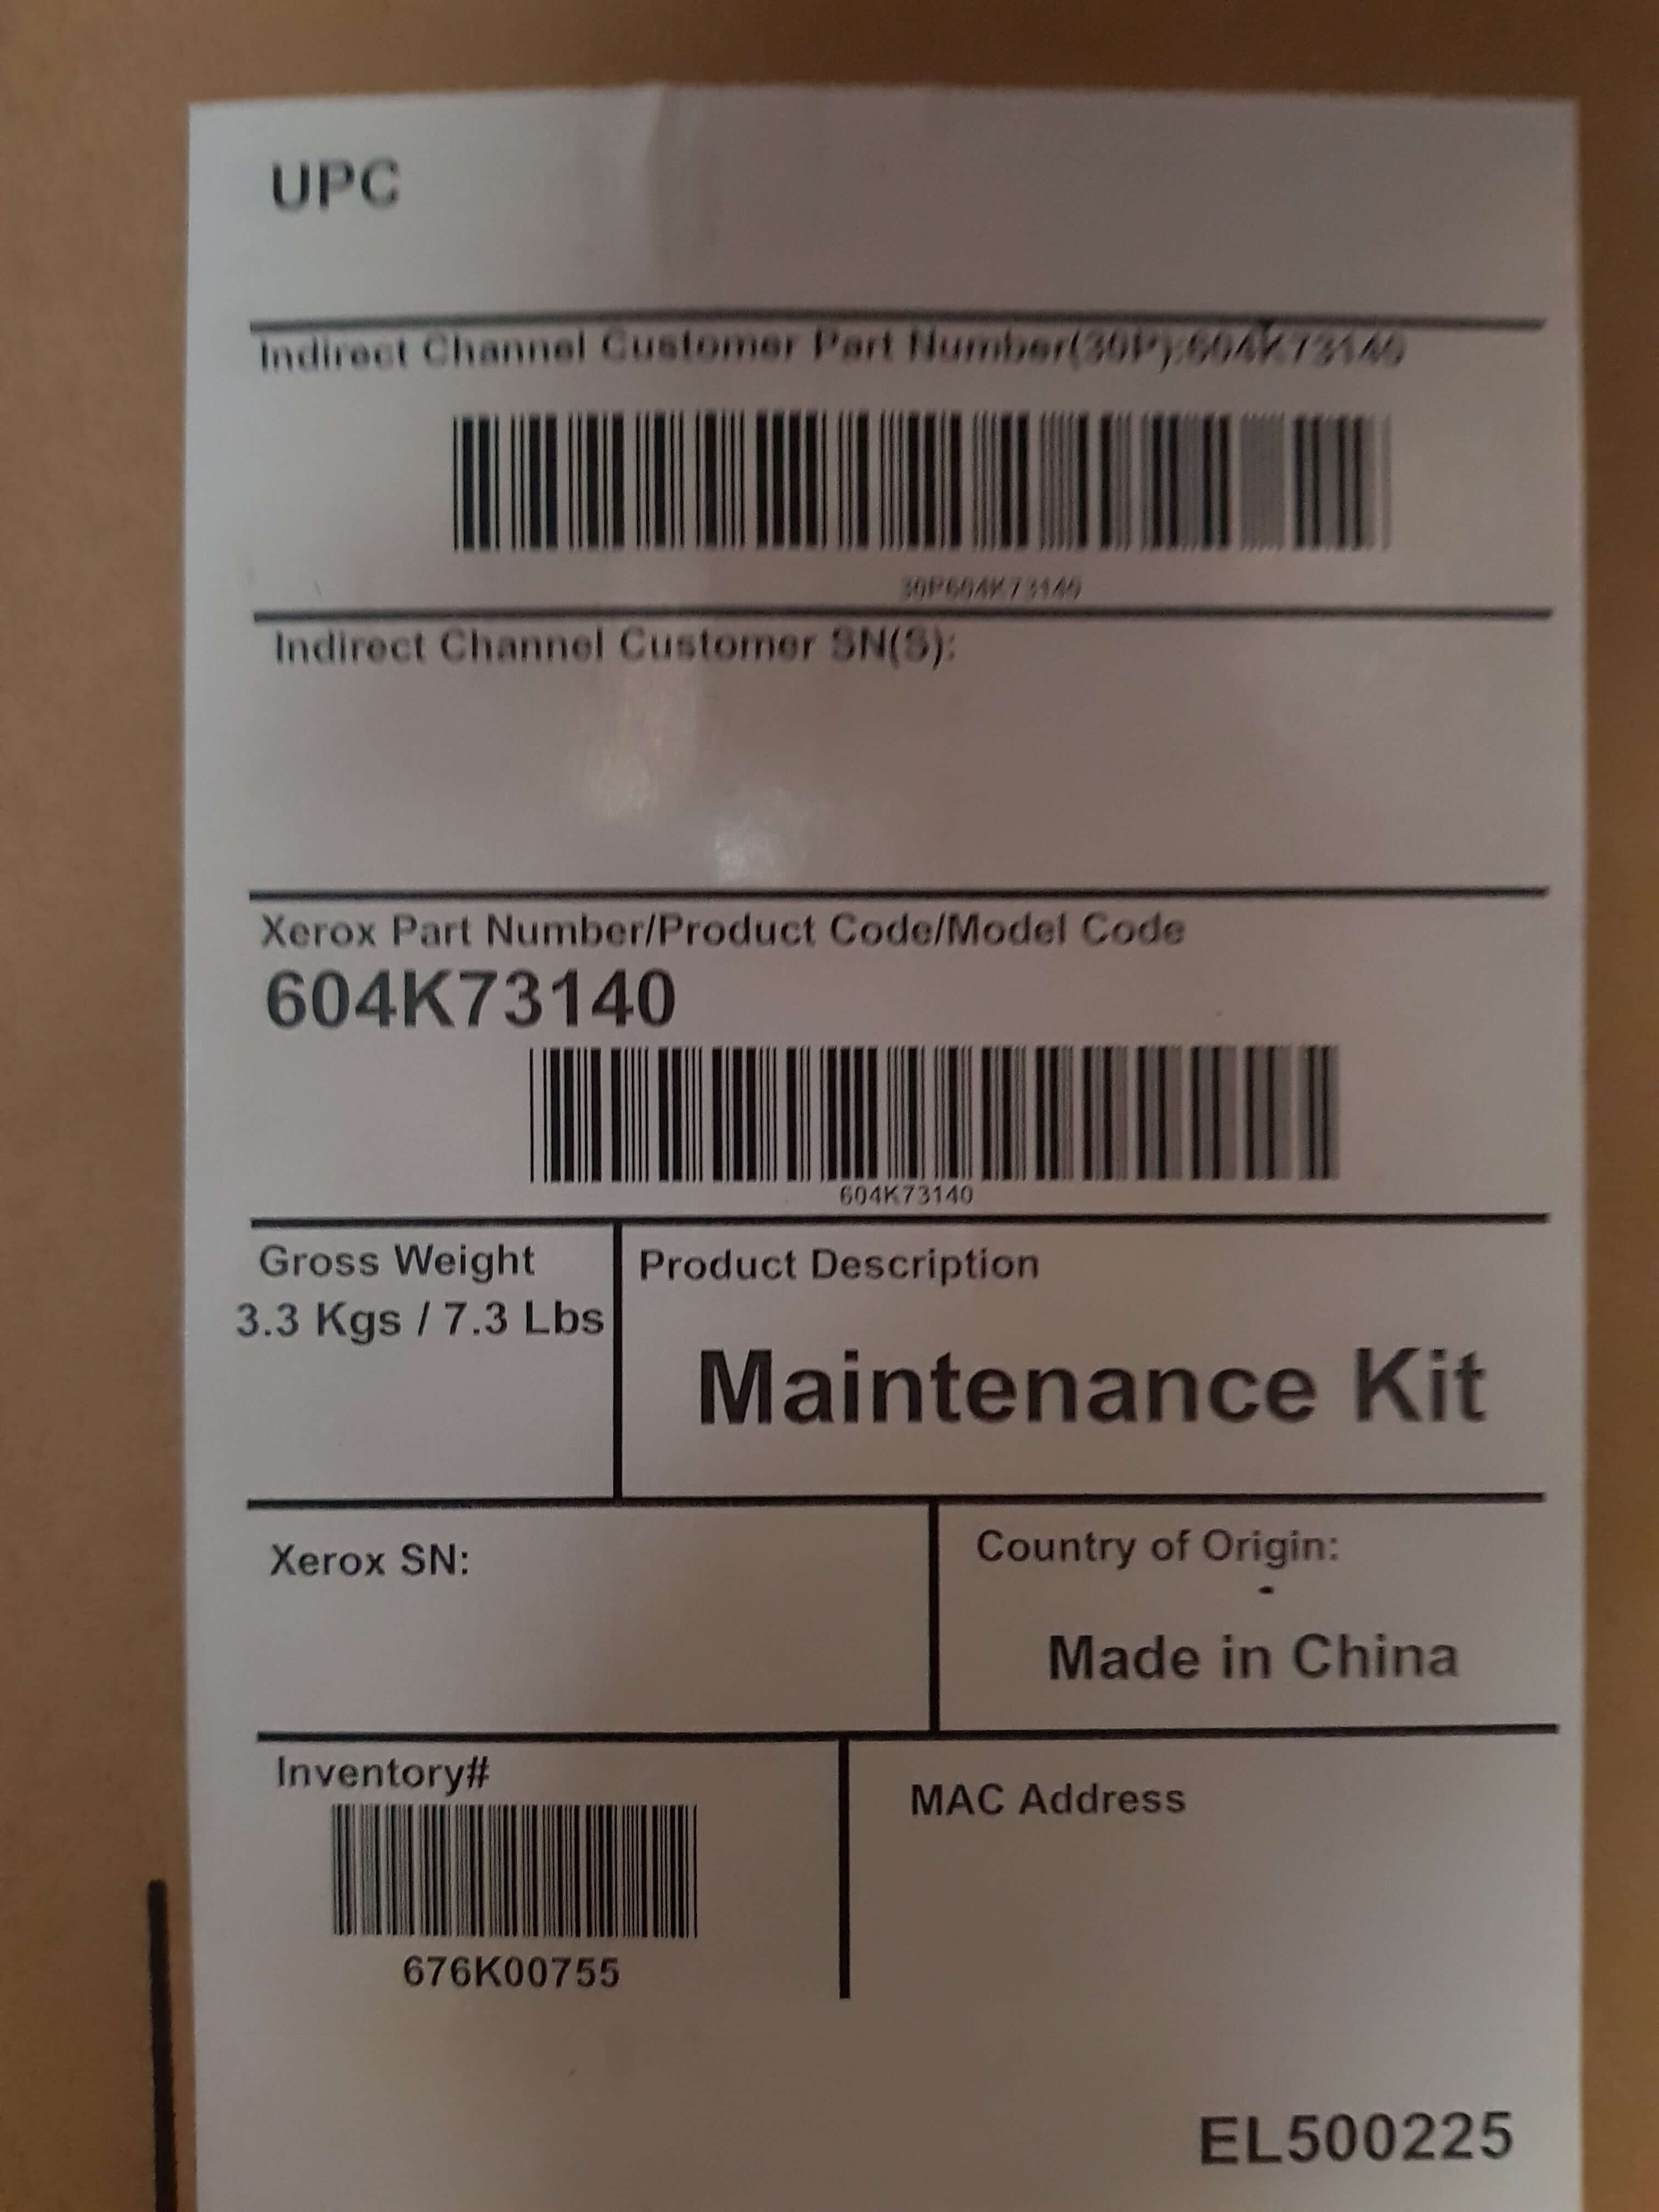 UPC
Indirect Channel Customer Part Number(30P):604K73140
30P604K73140
Indirect Channel Customer SN(S):
Xerox Part Number/Product Code/Model Code
604K73140
604K73140
Gross Weight
3.3 Kgs / 7.3 Lbs
Product Description
Maintenance Kit
Xerox SN:
Country of Origin:
Made in China
Inventory#
676K00755
MAC Address
EL500225